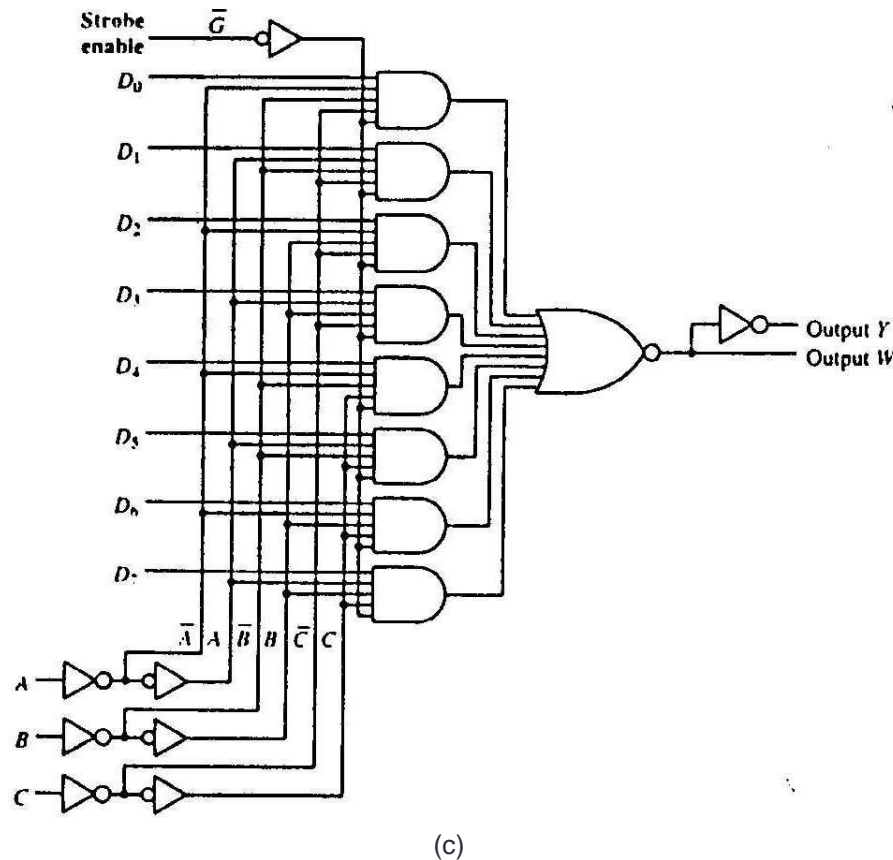 Strobe
enable
G̅
D₀
D₁
D₂
D₃
D₄
D₅
D₆
D₇
Output Y
Output W
A̅ A B̅ B C̅ C
A
B
C
(c)